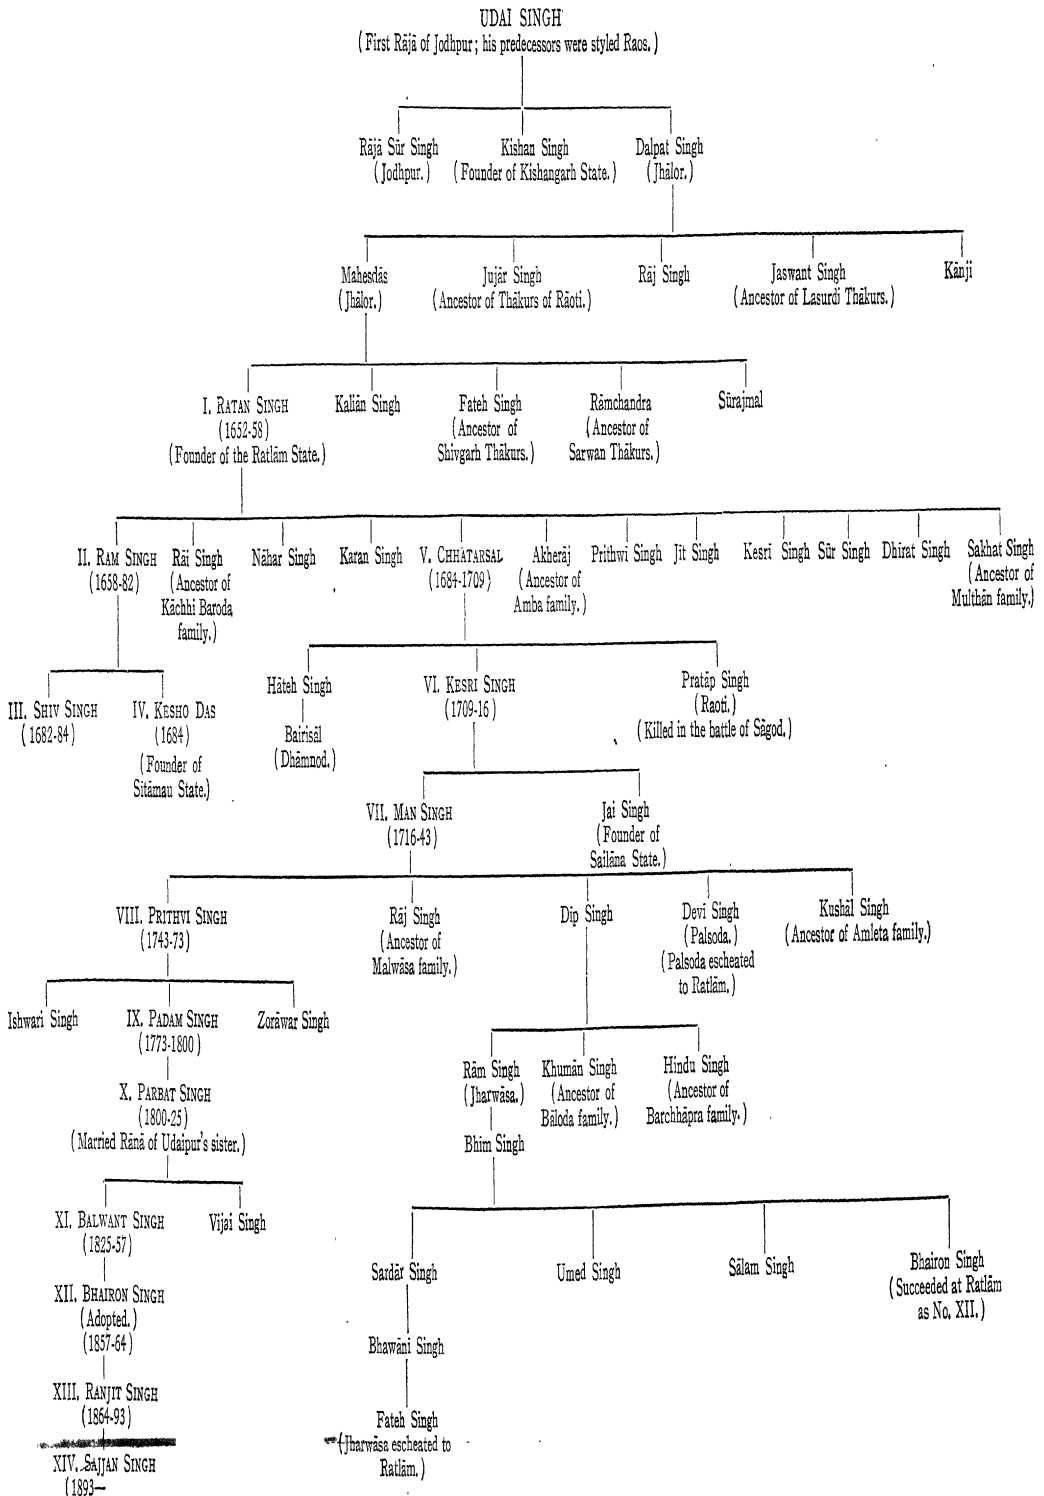 UDAI SINGH
(First Rājā of Jodhpur; his predecessors were styled Raos.)
Rājā Sūr Singh
(Jodhpur.)
Kishan Singh
(Founder of Kishangarh State.)
Dalpat Singh
(Jhālor.)
Mahesdās
(Jhālor.)
Jujār Singh
(Ancestor of Thākurs of Rāoti.)
Rāj Singh
Jaswant Singh
(Ancestor of Lasurdi Thākurs.)
Kānji
I. RATAN SINGH
(1652-58)
(Founder of the Ratlām State.)
Kaliān Singh
Fateh Singh
(Ancestor of
Shivgarh Thākurs.)
Rāmchandra
(Ancestor of
Sarwan Thākurs.)
Sūrajmal
II. RAM SINGH
(1658-82)
Rāi Singh
(Ancestor of
Kāchhi Baroda
family.)
Nāhar Singh
Karan Singh
V. CHHATARSAL
(1684-1709)
Akherāj
(Ancestor of
Amba family.)
Prithwi Singh
Jit Singh
Kesri Singh
Sūr Singh
Dhirat Singh
Sakhat Singh
(Ancestor of
Multhān family.)
III. SHIV SINGH
(1682-84)
IV. KESHO DAS
(1684)
(Founder of
Sitāmau State.)
Hāteh Singh
Bairisāl
(Dhāmnod.)
VI. KESRI SINGH
(1709-16)
Pratāp Singh
(Raoti.)
(Killed in the battle of Sāgod.)
VII. MAN SINGH
(1716-43)
Jai Singh
(Founder of
Sailāna State.)
VIII. PRITHVI SINGH
(1743-73)
Rāj Singh
(Ancestor of
Malwāsa family.)
Dip Singh
Devi Singh
(Palsoda.)
(Palsoda escheated
to Ratlām.)
Kushāl Singh
(Ancestor of Amleta family.)
Ishwari Singh
IX. PADAM SINGH
(1773-1800)
Zorāwar Singh
Rām Singh
(Jharwāsa.)
Khumān Singh
(Ancestor of
Bāloda family.)
Hindu Singh
(Ancestor of
Barchhāpra family.)
X. PARBAT SINGH
(1800-25)
(Married Rānā of Udaipur's sister.)
Bhim Singh
XI. BALWANT SINGH
(1825-57)
Vijai Singh
Sardār Singh
Umed Singh
Sālam Singh
Bhairon Singh
(Succeeded at Ratlām
as No. XII.)
XII. BHAIRON SINGH
(Adopted.)
(1857-64)
Bhawāni Singh
XIII. RANJIT SINGH
(1864-93)
Fateh Singh
(Jharwāsa escheated to
Ratlām.)
XIV. SAJJAN SINGH
(1893—